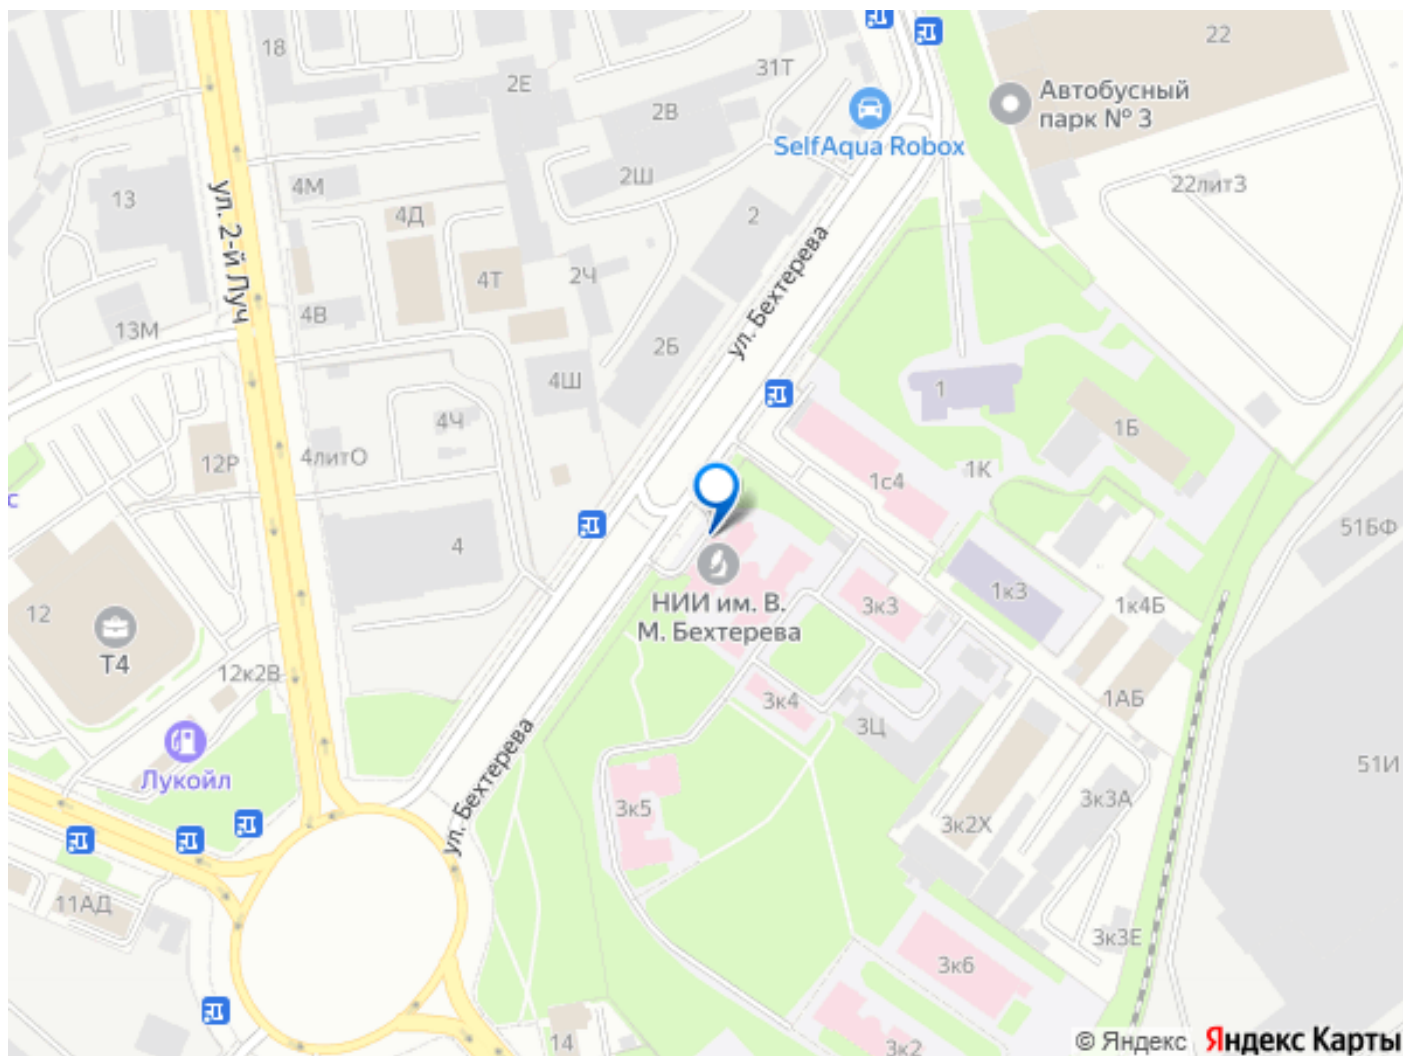 18
2Е
31Т
22
2В
Автобусный
парк № 3
SelfAqua Robox
13
4М
2Ш
22лит3
ул. 2-й Луч
4Д
2
4Т
2Ч
ул. Бехтерева
13М
4В
2Б
4Ш
1
4Ч
1Б
12Р
4литО
1с4
1К
с
4
51БФ
12
Т4
НИИ им. В.
М. Бехтерева
3к3
1к3
1к4Б
12к2В
3к4
3Ц
1АБ
Лукойл
ул. Бехтерева
51И
3к5
3к2Х
3к3А
11АД
3к3Е
3к6
14
3к2
© Яндекс Яндекс Карты